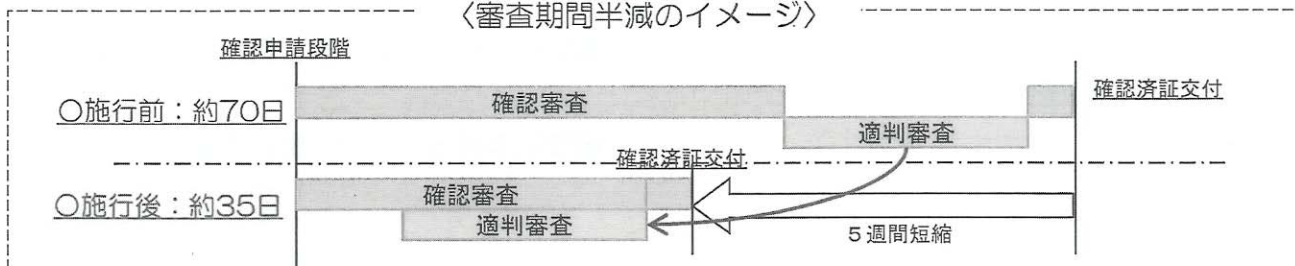 〈審査期間半減のイメージ〉
確認申請段階
〇施行前：約70日
確認審査
適判審査
確認済証交付
確認済証交付
〇施行後：約35日
確認審査
適判審査
５週間短縮